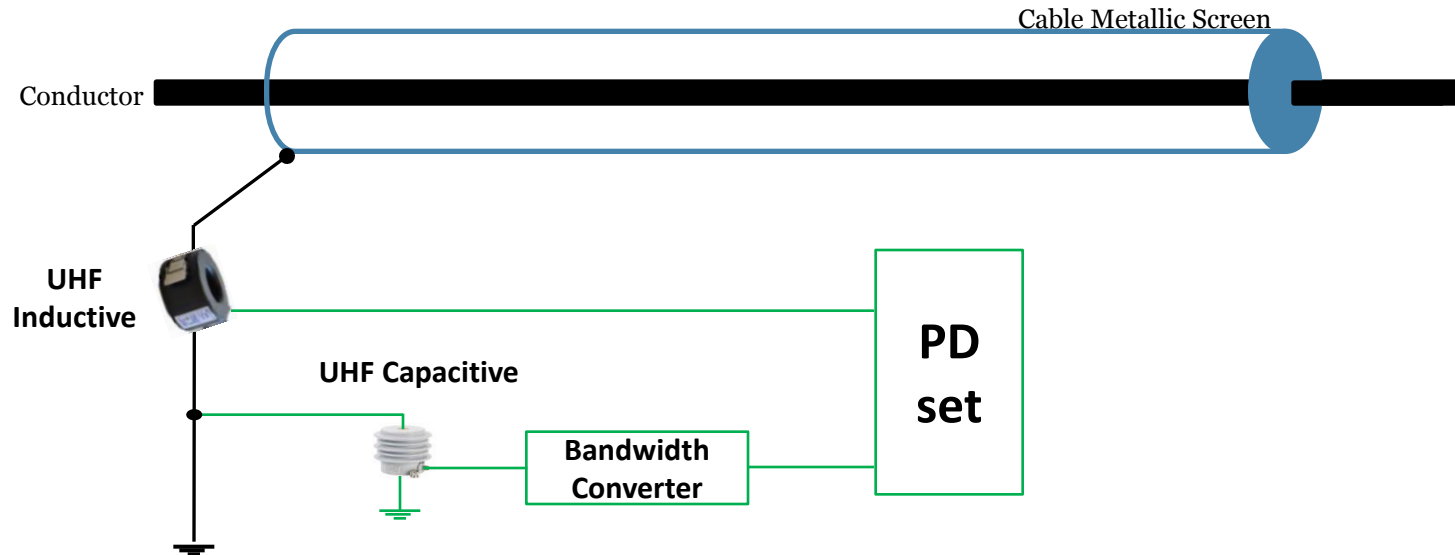 Cable Metallic Screen
Conductor
UHF
Inductive
UHF Capacitive
PD
set
Bandwidth
Converter